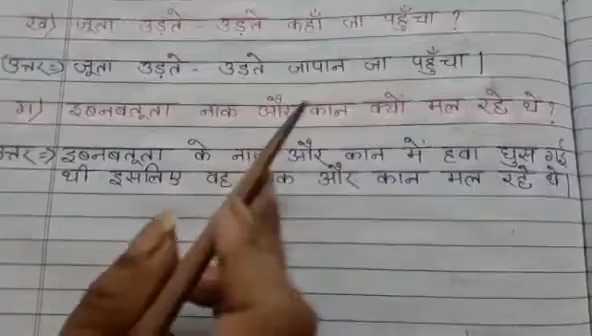 ख) जूता उड़ते - उड़ते कहाँ जा पहुँचा ?
उत्तर⇒ जूता उड़ते - उड़ते जापान जा पहुँचा ।
ग) इब्नबतूता नाक और कान क्यों मल रहे थे ?
उत्तर⇒ इब्नबतूता के और कान में हवा घुस गई
थी इसलिए वह और कान मल रहे थे।